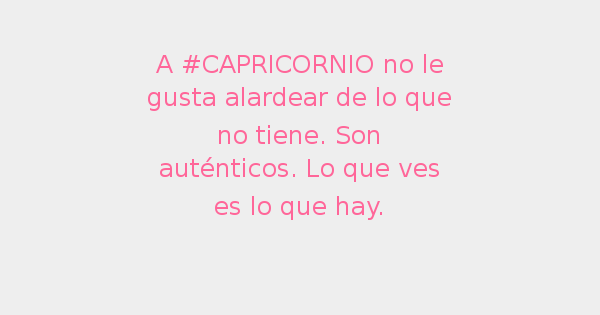 A #CAPRICORNIO no le
gusta alardear de lo que
no tiene. Son
auténticos. Lo que ves
es lo que hay.